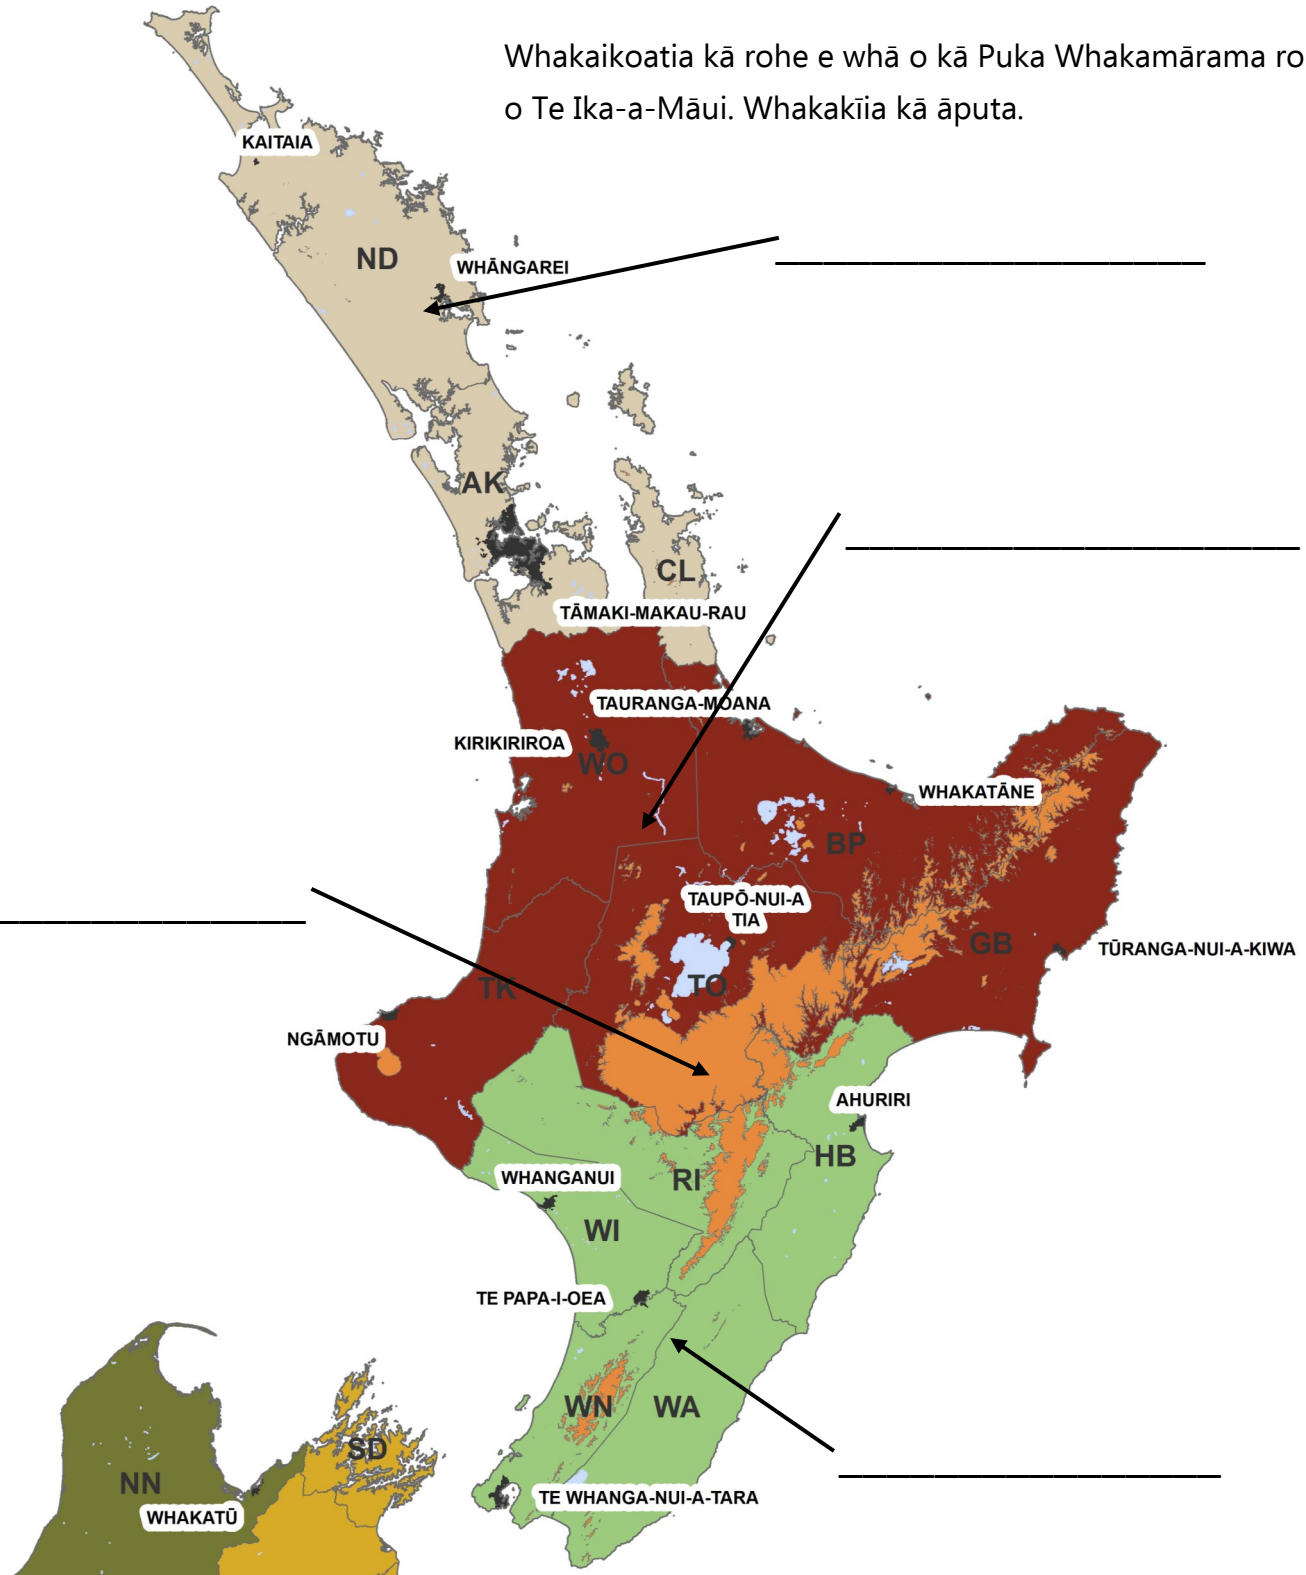 Whakaikoatia kā rohe e whā o kā Puka Whakamārama ro
o Te Ika-a-Māui. Whakakīia kā āputa.
KAITAIA
ND
WHĀNGAREI
AK
CL
TĀMAKI-MAKAU-RAU
TAURANGA-MOANA
KIRIKIRIROA
WO
WHAKATĀNE
BP
TAUPŌ-NUI-A
TIA
GB
TŪRANGA-NUI-A-KIWA
TO
TK
NGĀMOTU
AHURIRI
HB
WHANGANUI
RI
WI
TE PAPA-I-OEA
WN
WA
SD
NN
TE WHANGA-NUI-A-TARA
WHAKATŪ